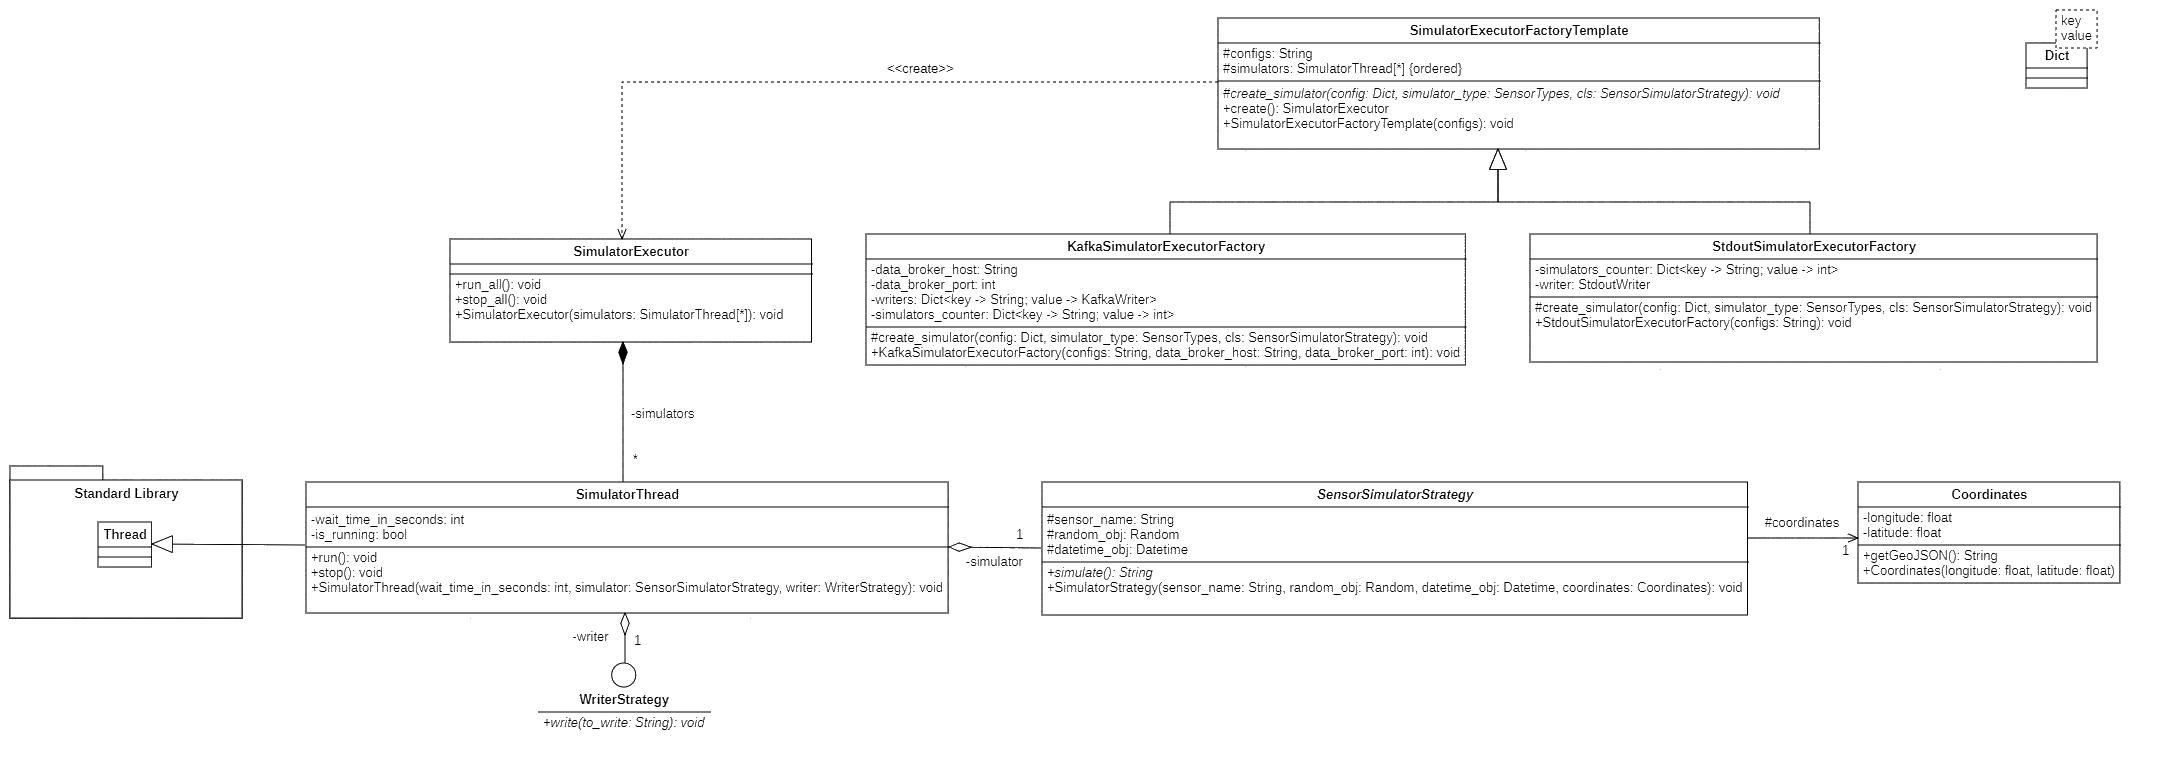 SimulatorExecutorFactoryTemplate
#configs: String
#simulators: SimulatorThread[*] {ordered}
#create_simulator(config: Dict, simulator_type: SensorTypes, cls: SensorSimulatorStrategy): void
+create(): SimulatorExecutor
+SimulatorExecutorFactoryTemplate(configs): void
key
value
Dict
<<create>>
SimulatorExecutor
+run_all(): void
+stop_all(): void
+SimulatorExecutor(simulators: SimulatorThread[*]): void
KafkaSimulatorExecutorFactory
-data_broker_host: String
-data_broker_port: int
-writers: Dict<key -> String; value -> KafkaWriter>
-simulators_counter: Dict<key -> String; value -> int>
#create_simulator(config: Dict, simulator_type: SensorTypes, cls: SensorSimulatorStrategy): void
+KafkaSimulatorExecutorFactory(configs: String, data_broker_host: String, data_broker_port: int): void
StdoutSimulatorExecutorFactory
-simulators_counter: Dict<key -> String; value -> int>
-writer: StdoutWriter
#create_simulator(config: Dict, simulator_type: SensorTypes, cls: SensorSimulatorStrategy): void
+StdoutSimulatorExecutorFactory(configs: String): void
-simulators
*
Standard Library
Thread
SimulatorThread
-wait_time_in_seconds: int
-is_running: bool
+run(): void
+stop(): void
+SimulatorThread(wait_time_in_seconds: int, simulator: SensorSimulatorStrategy, writer: WriterStrategy): void
1
-simulator
SensorSimulatorStrategy
#sensor_name: String
#random_obj: Random
#datetime_obj: Datetime
+simulate(): String
+SimulatorStrategy(sensor_name: String, random_obj: Random, datetime_obj: Datetime, coordinates: Coordinates): void
#coordinates
1
Coordinates
-longitude: float
-latitude: float
+getGeoJSON(): String
+Coordinates(longitude: float, latitude: float)
-writer
1
WriterStrategy
+write(to_write: String): void